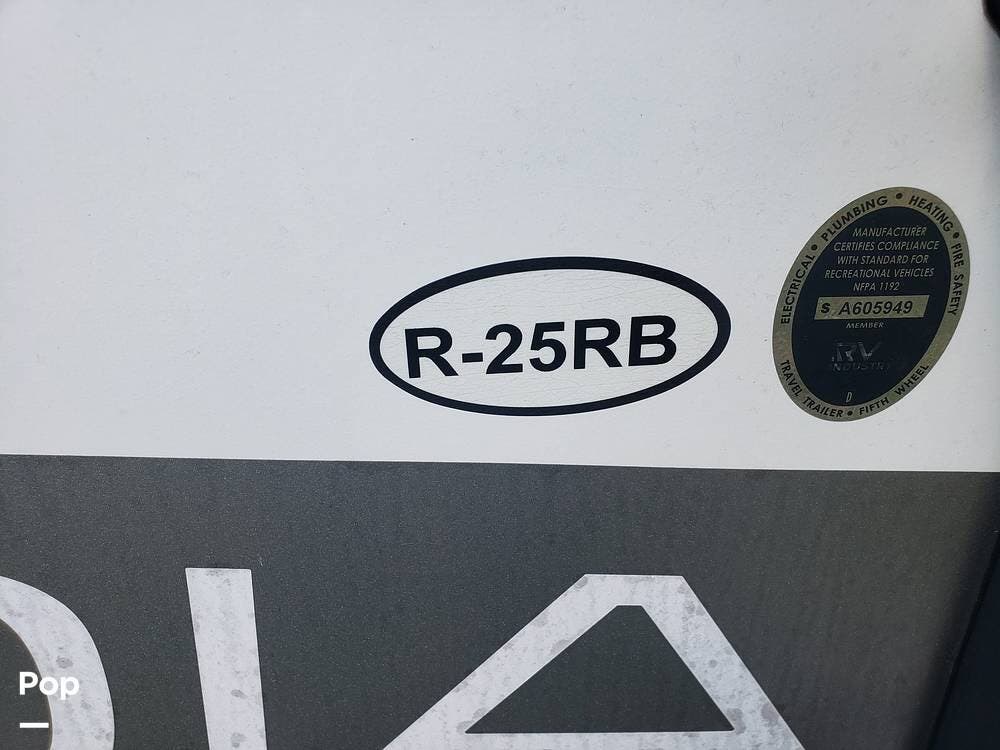 R-25RB
ELECTRICAL • PLUMBING • HEATING • FIRE SAFETY
MANUFACTURER
CERTIFIES COMPLIANCE
WITH STANDARD FOR
RECREATIONAL VEHICLES
NFPA 1192
S A605949
MEMBER
RV
INDUSTRY
D
TRAVEL TRAILER • FIFTH WHEEL
DIA
Pop